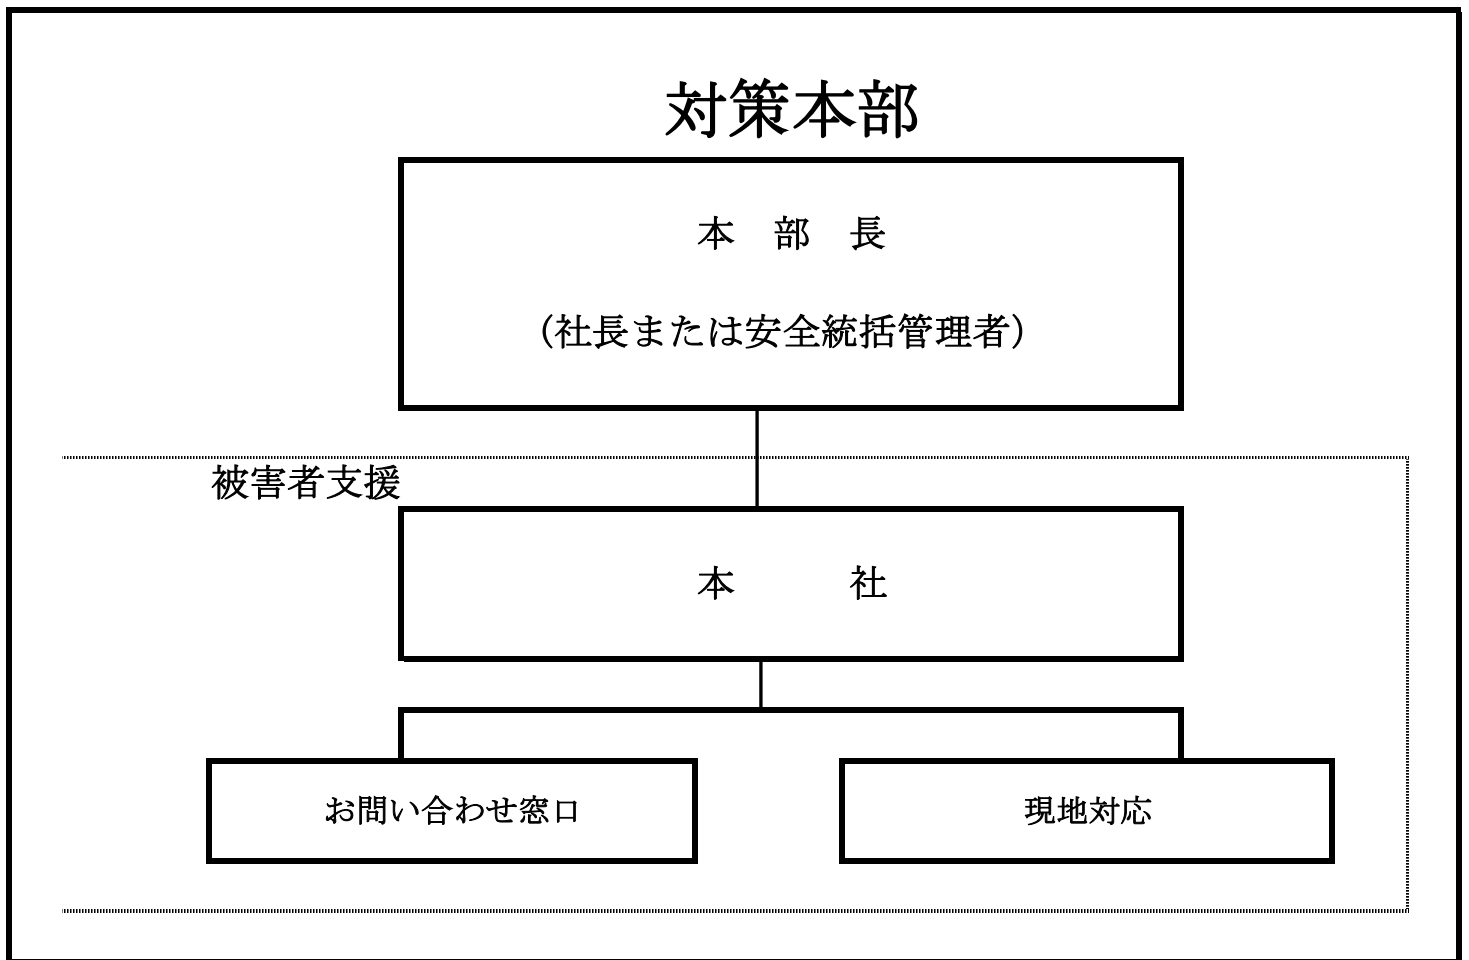 対策本部
本　部　長
（社長または安全統括管理者）
被害者支援
本　　　社
お問い合わせ窓口
現地対応